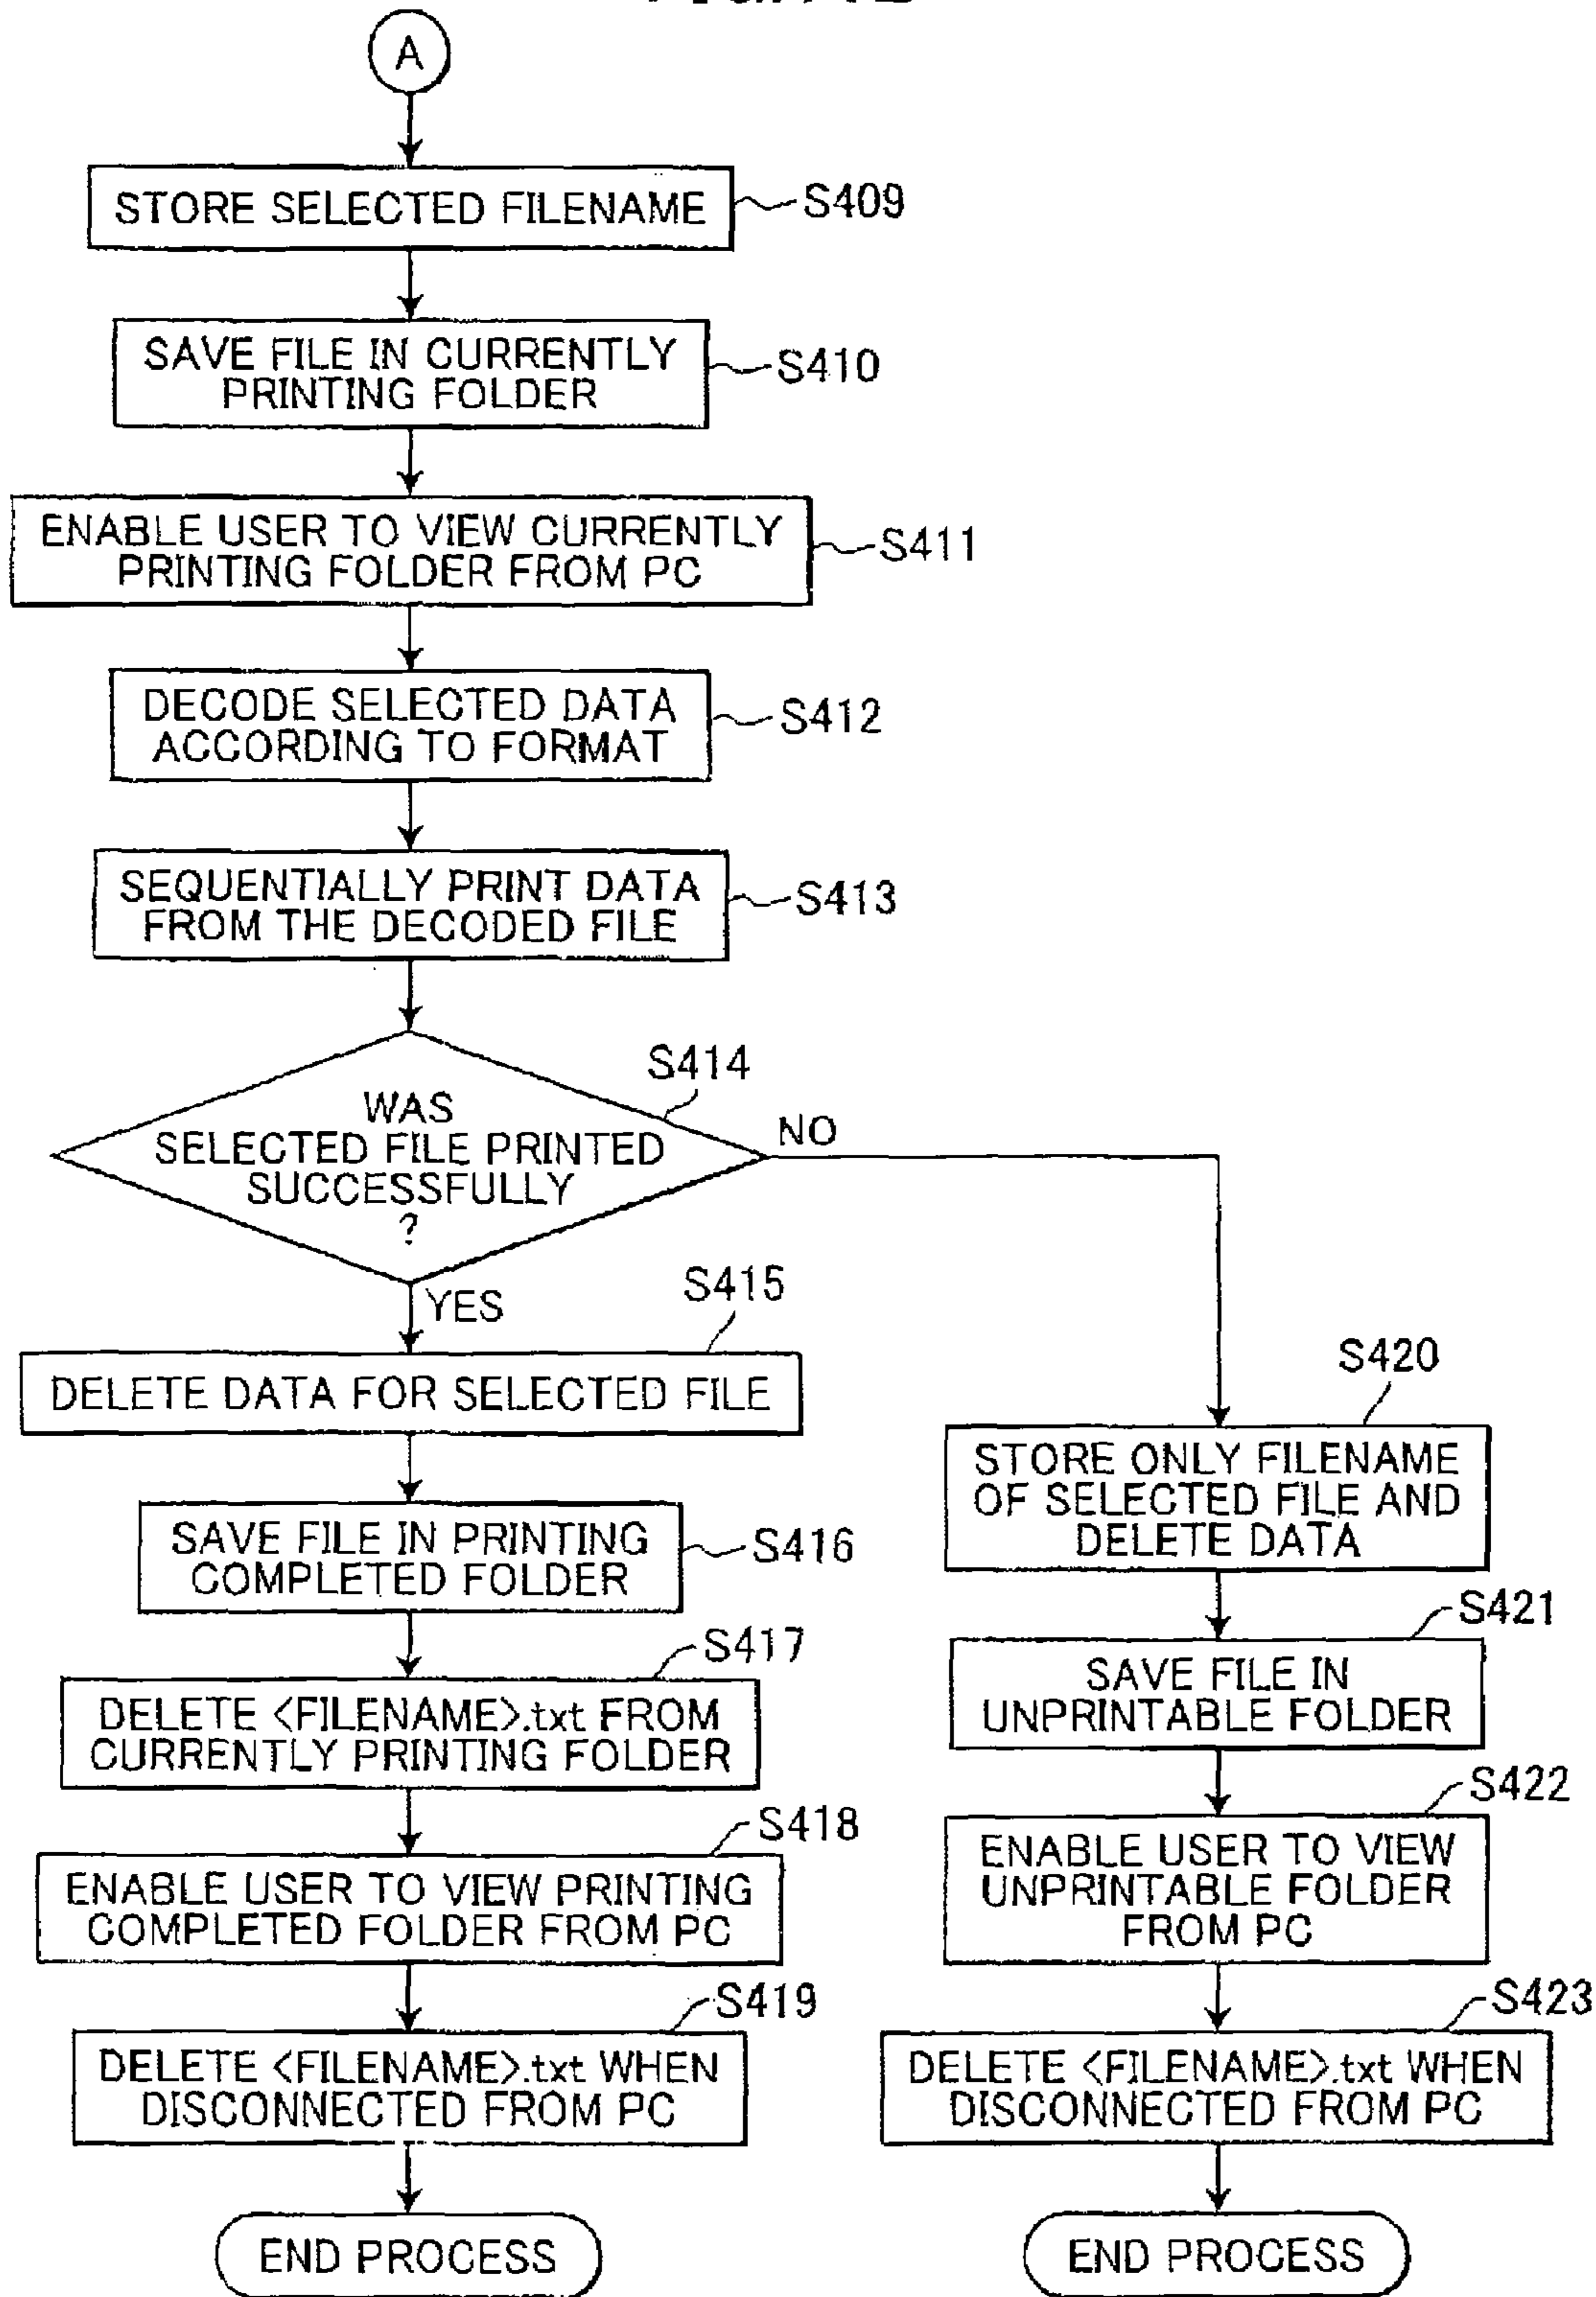 A
STORE SELECTED FILENAME
S409
SAVE FILE IN CURRENTLY
PRINTING FOLDER
S410
ENABLE USER TO VIEW CURRENTLY
PRINTING FOLDER FROM PC
S411
DECODE SELECTED DATA
ACCORDING TO FORMAT
S412
SEQUENTIALLY PRINT DATA
FROM THE DECODED FILE
S413
S414
WAS
SELECTED FILE PRINTED
SUCCESSFULLY
?
NO
YES
S415
DELETE DATA FOR SELECTED FILE
SAVE FILE IN PRINTING
COMPLETED FOLDER
S416
S417
DELETE <FILENAME>.txt FROM
CURRENTLY PRINTING FOLDER
S418
ENABLE USER TO VIEW PRINTING
COMPLETED FOLDER FROM PC
S419
DELETE <FILENAME>.txt WHEN
DISCONNECTED FROM PC
END PROCESS
S420
STORE ONLY FILENAME
OF SELECTED FILE AND
DELETE DATA
S421
SAVE FILE IN
UNPRINTABLE FOLDER
S422
ENABLE USER TO VIEW
UNPRINTABLE FOLDER
FROM PC
S423
DELETE <FILENAME>.txt WHEN
DISCONNECTED FROM PC
END PROCESS